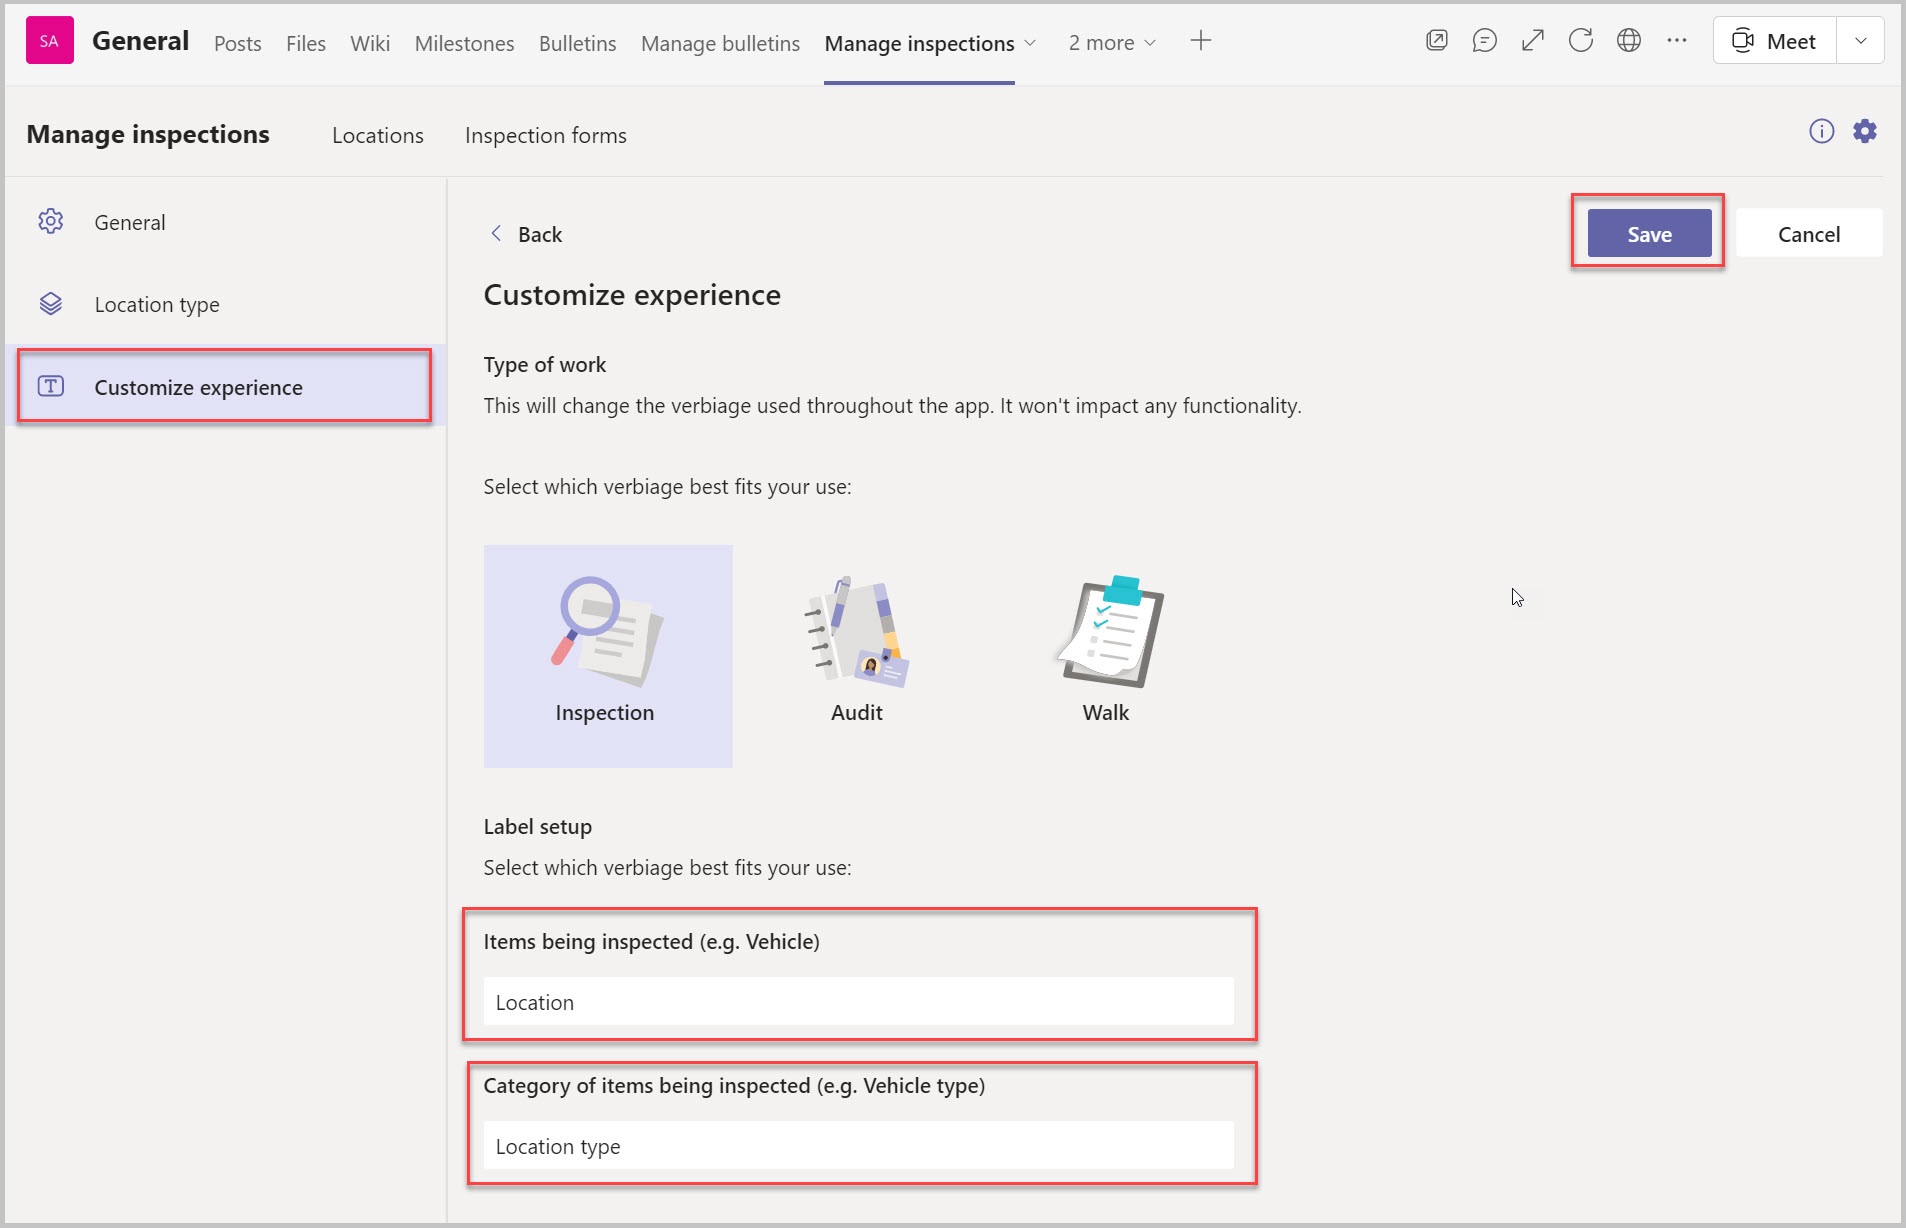 SA General Posts Files Wiki Milestones Bulletins Manage bulletins Manage inspections 2 more Meet
Manage inspections Locations Inspection forms
General
Location type
Customize experience
Back
Save Cancel
Customize experience
Type of work
This will change the verbiage used throughout the app. It won't impact any functionality.
Select which verbiage best fits your use:
Inspection Audit Walk
Label setup
Select which verbiage best fits your use:
Items being inspected (e.g. Vehicle)
Location
Category of items being inspected (e.g. Vehicle type)
Location type